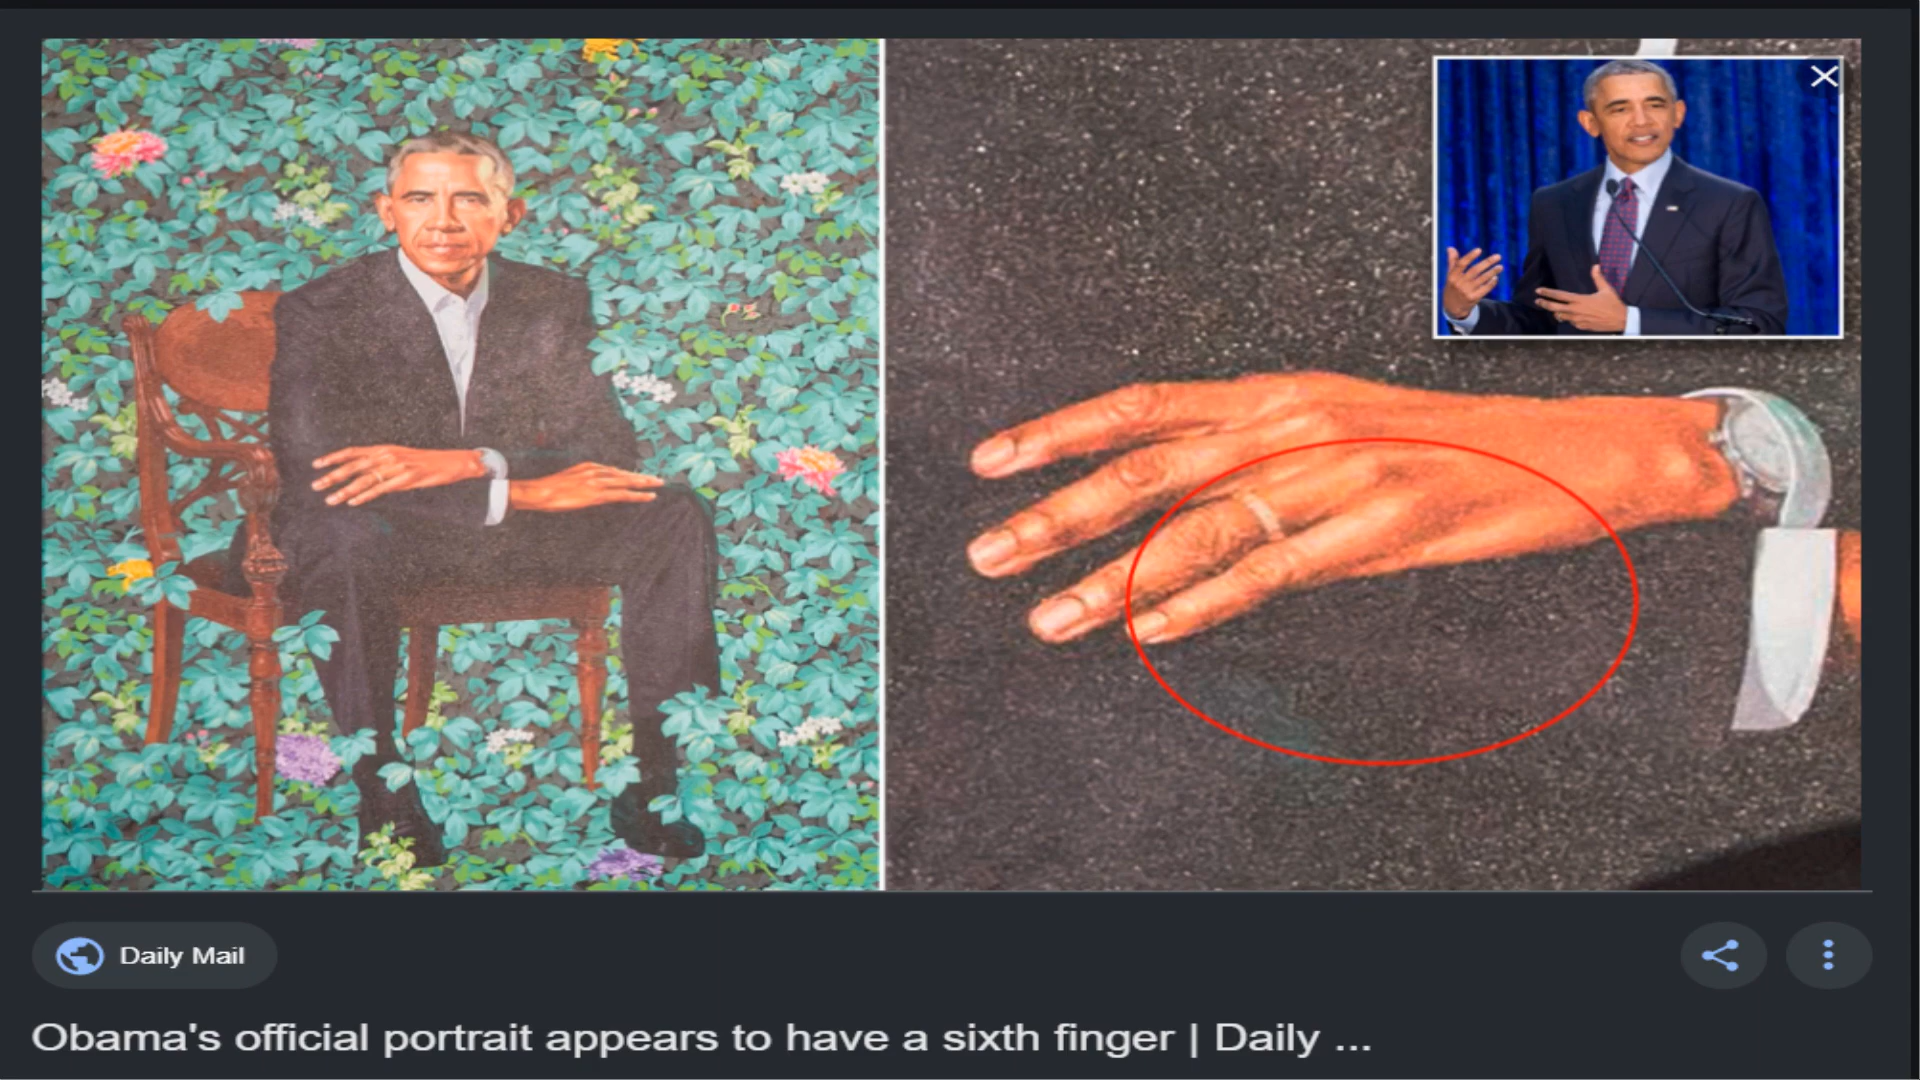 Daily Mail
Obama's official portrait appears to have a sixth finger | Daily ...